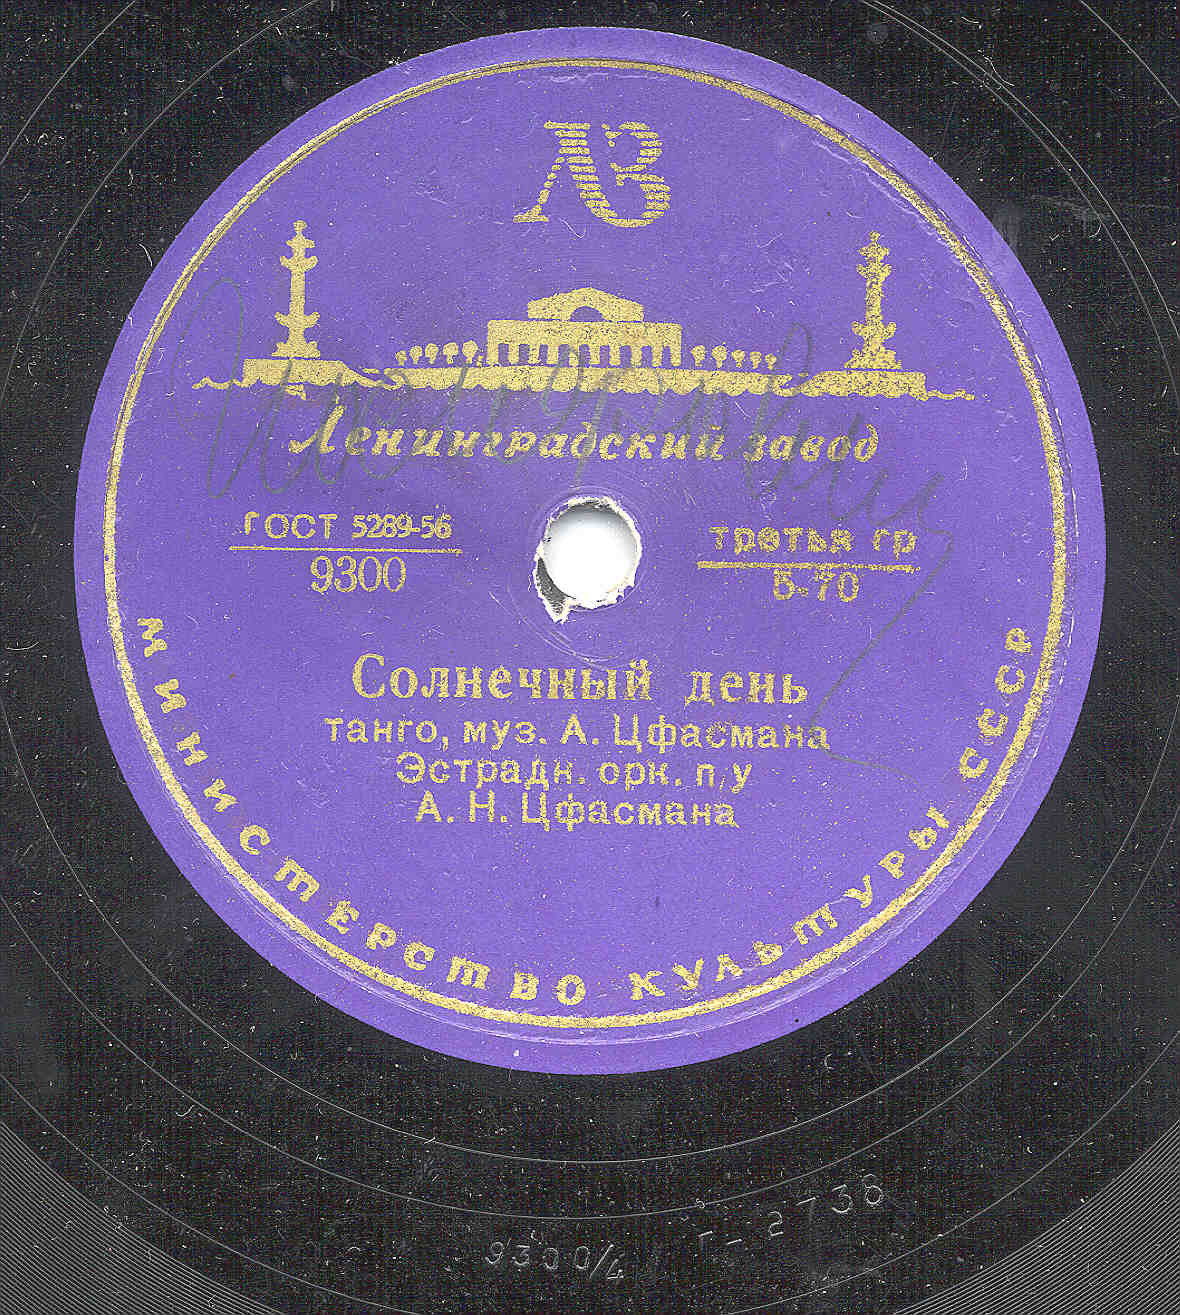 ЛЗ
Ленинградский завод
ГОСТ 5289-56
9300
третья гр
5-70
Солнечный день
танго, муз. А. Цфасмана
Эстрадн. орк. п/у
А. Н. Цфасмана
МИНИСТЕРСТВО КУЛЬТУРЫ СССР
9300/4
Г-2738